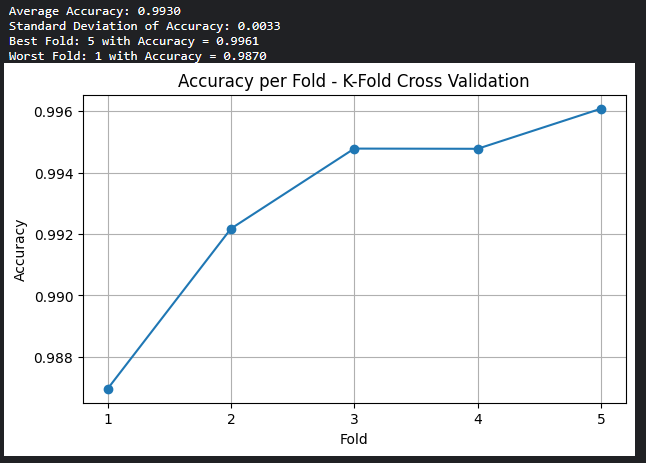 Average Accuracy: 0.9930
Standard Deviation of Accuracy: 0.0033
Best Fold: 5 with Accuracy = 0.9961
Worst Fold: 1 with Accuracy = 0.9870
Accuracy per Fold - K-Fold Cross Validation
0.996
0.994
0.992
0.990
0.988
Accuracy
1 2 3 4 5
Fold